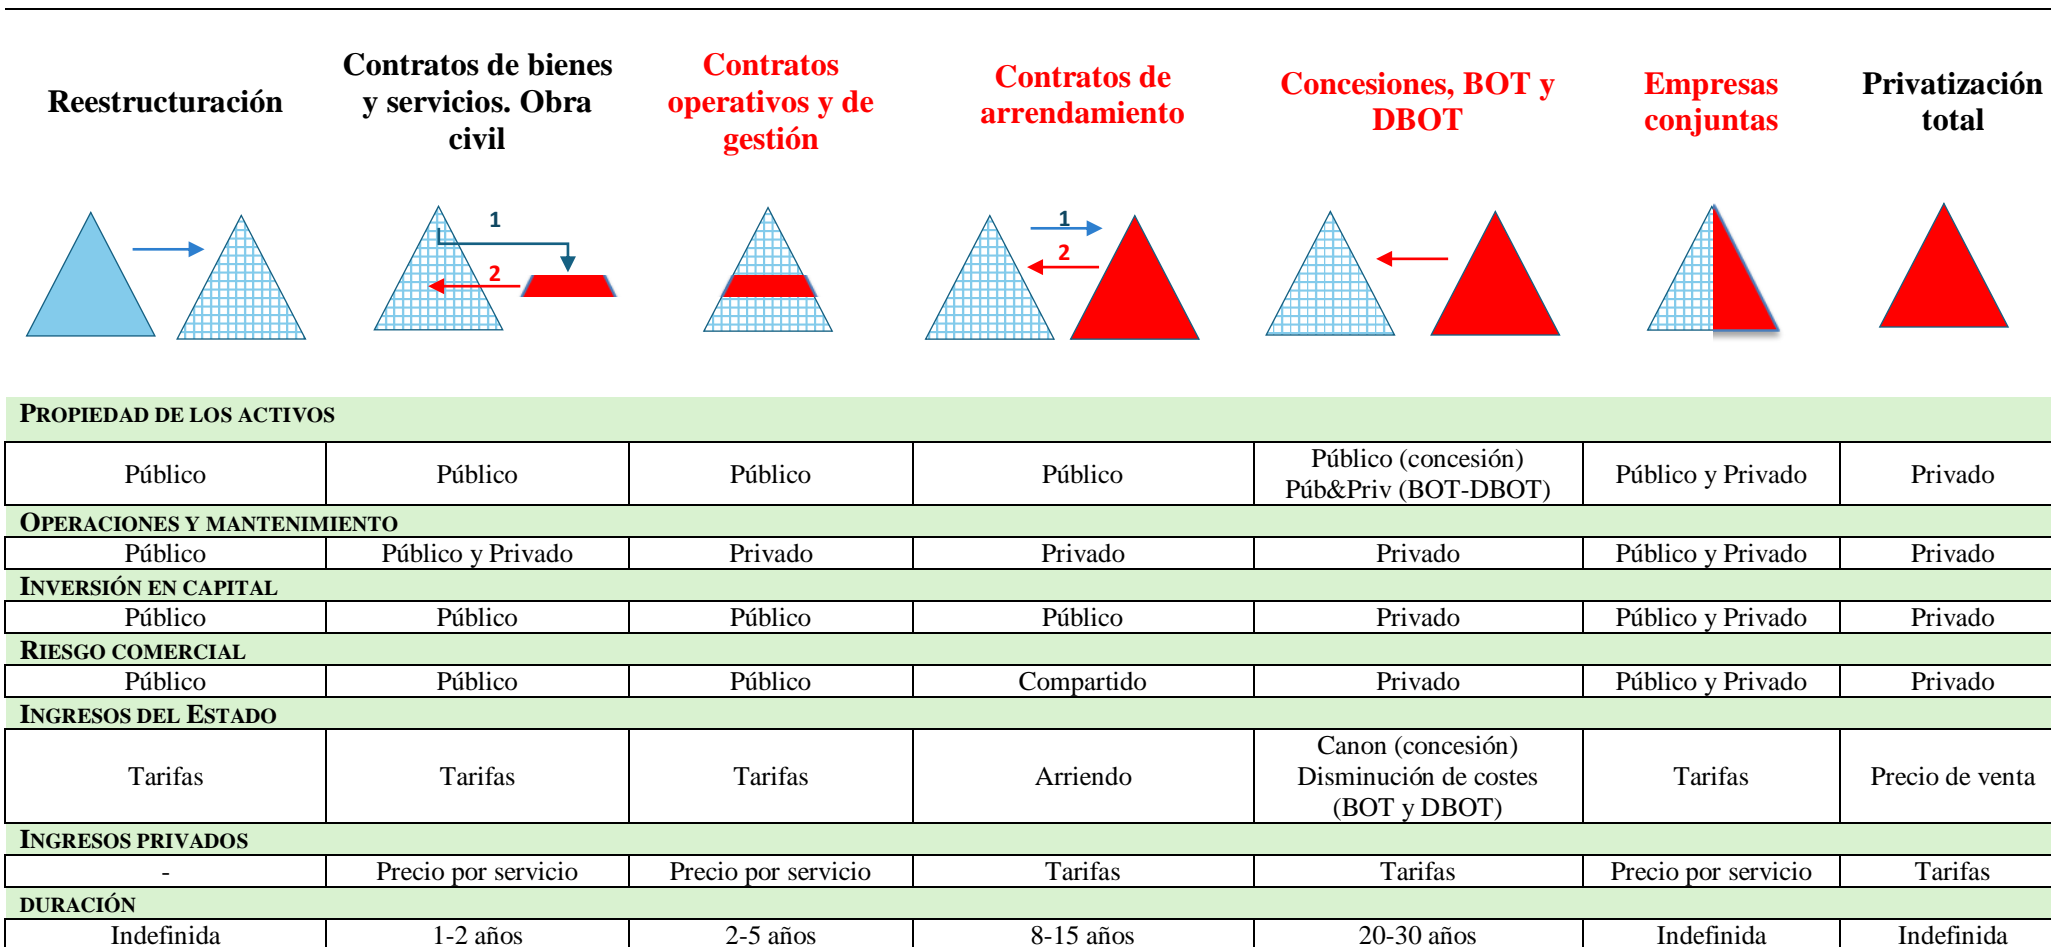 Reestructuración
Contratos de bienes
y servicios. Obra
civil
Contratos
operativos y de
gestión
Contratos de
arrendamiento
Concesiones, BOT y
DBOT
Empresas
conjuntas
Privatización
total
1
2
1
2
PROPIEDAD DE LOS ACTIVOS
Público
Público
Público
Público
Público (concesión)
Púb&Priv (BOT-DBOT)
Público y Privado
Privado
OPERACIONES Y MANTENIMIENTO
Público
Público y Privado
Privado
Privado
Privado
Público y Privado
Privado
INVERSIÓN EN CAPITAL
Público
Público
Público
Público
Privado
Público y Privado
Privado
RIESGO COMERCIAL
Público
Público
Público
Compartido
Privado
Público y Privado
Privado
INGRESOS DEL ESTADO
Tarifas
Tarifas
Tarifas
Arriendo
Canon (concesión)
Disminución de costes
(BOT y DBOT)
Tarifas
Precio de venta
INGRESOS PRIVADOS
-
Precio por servicio
Precio por servicio
Tarifas
Tarifas
Precio por servicio
Tarifas
DURACIÓN
Indefinida
1-2 años
2-5 años
8-15 años
20-30 años
Indefinida
Indefinida